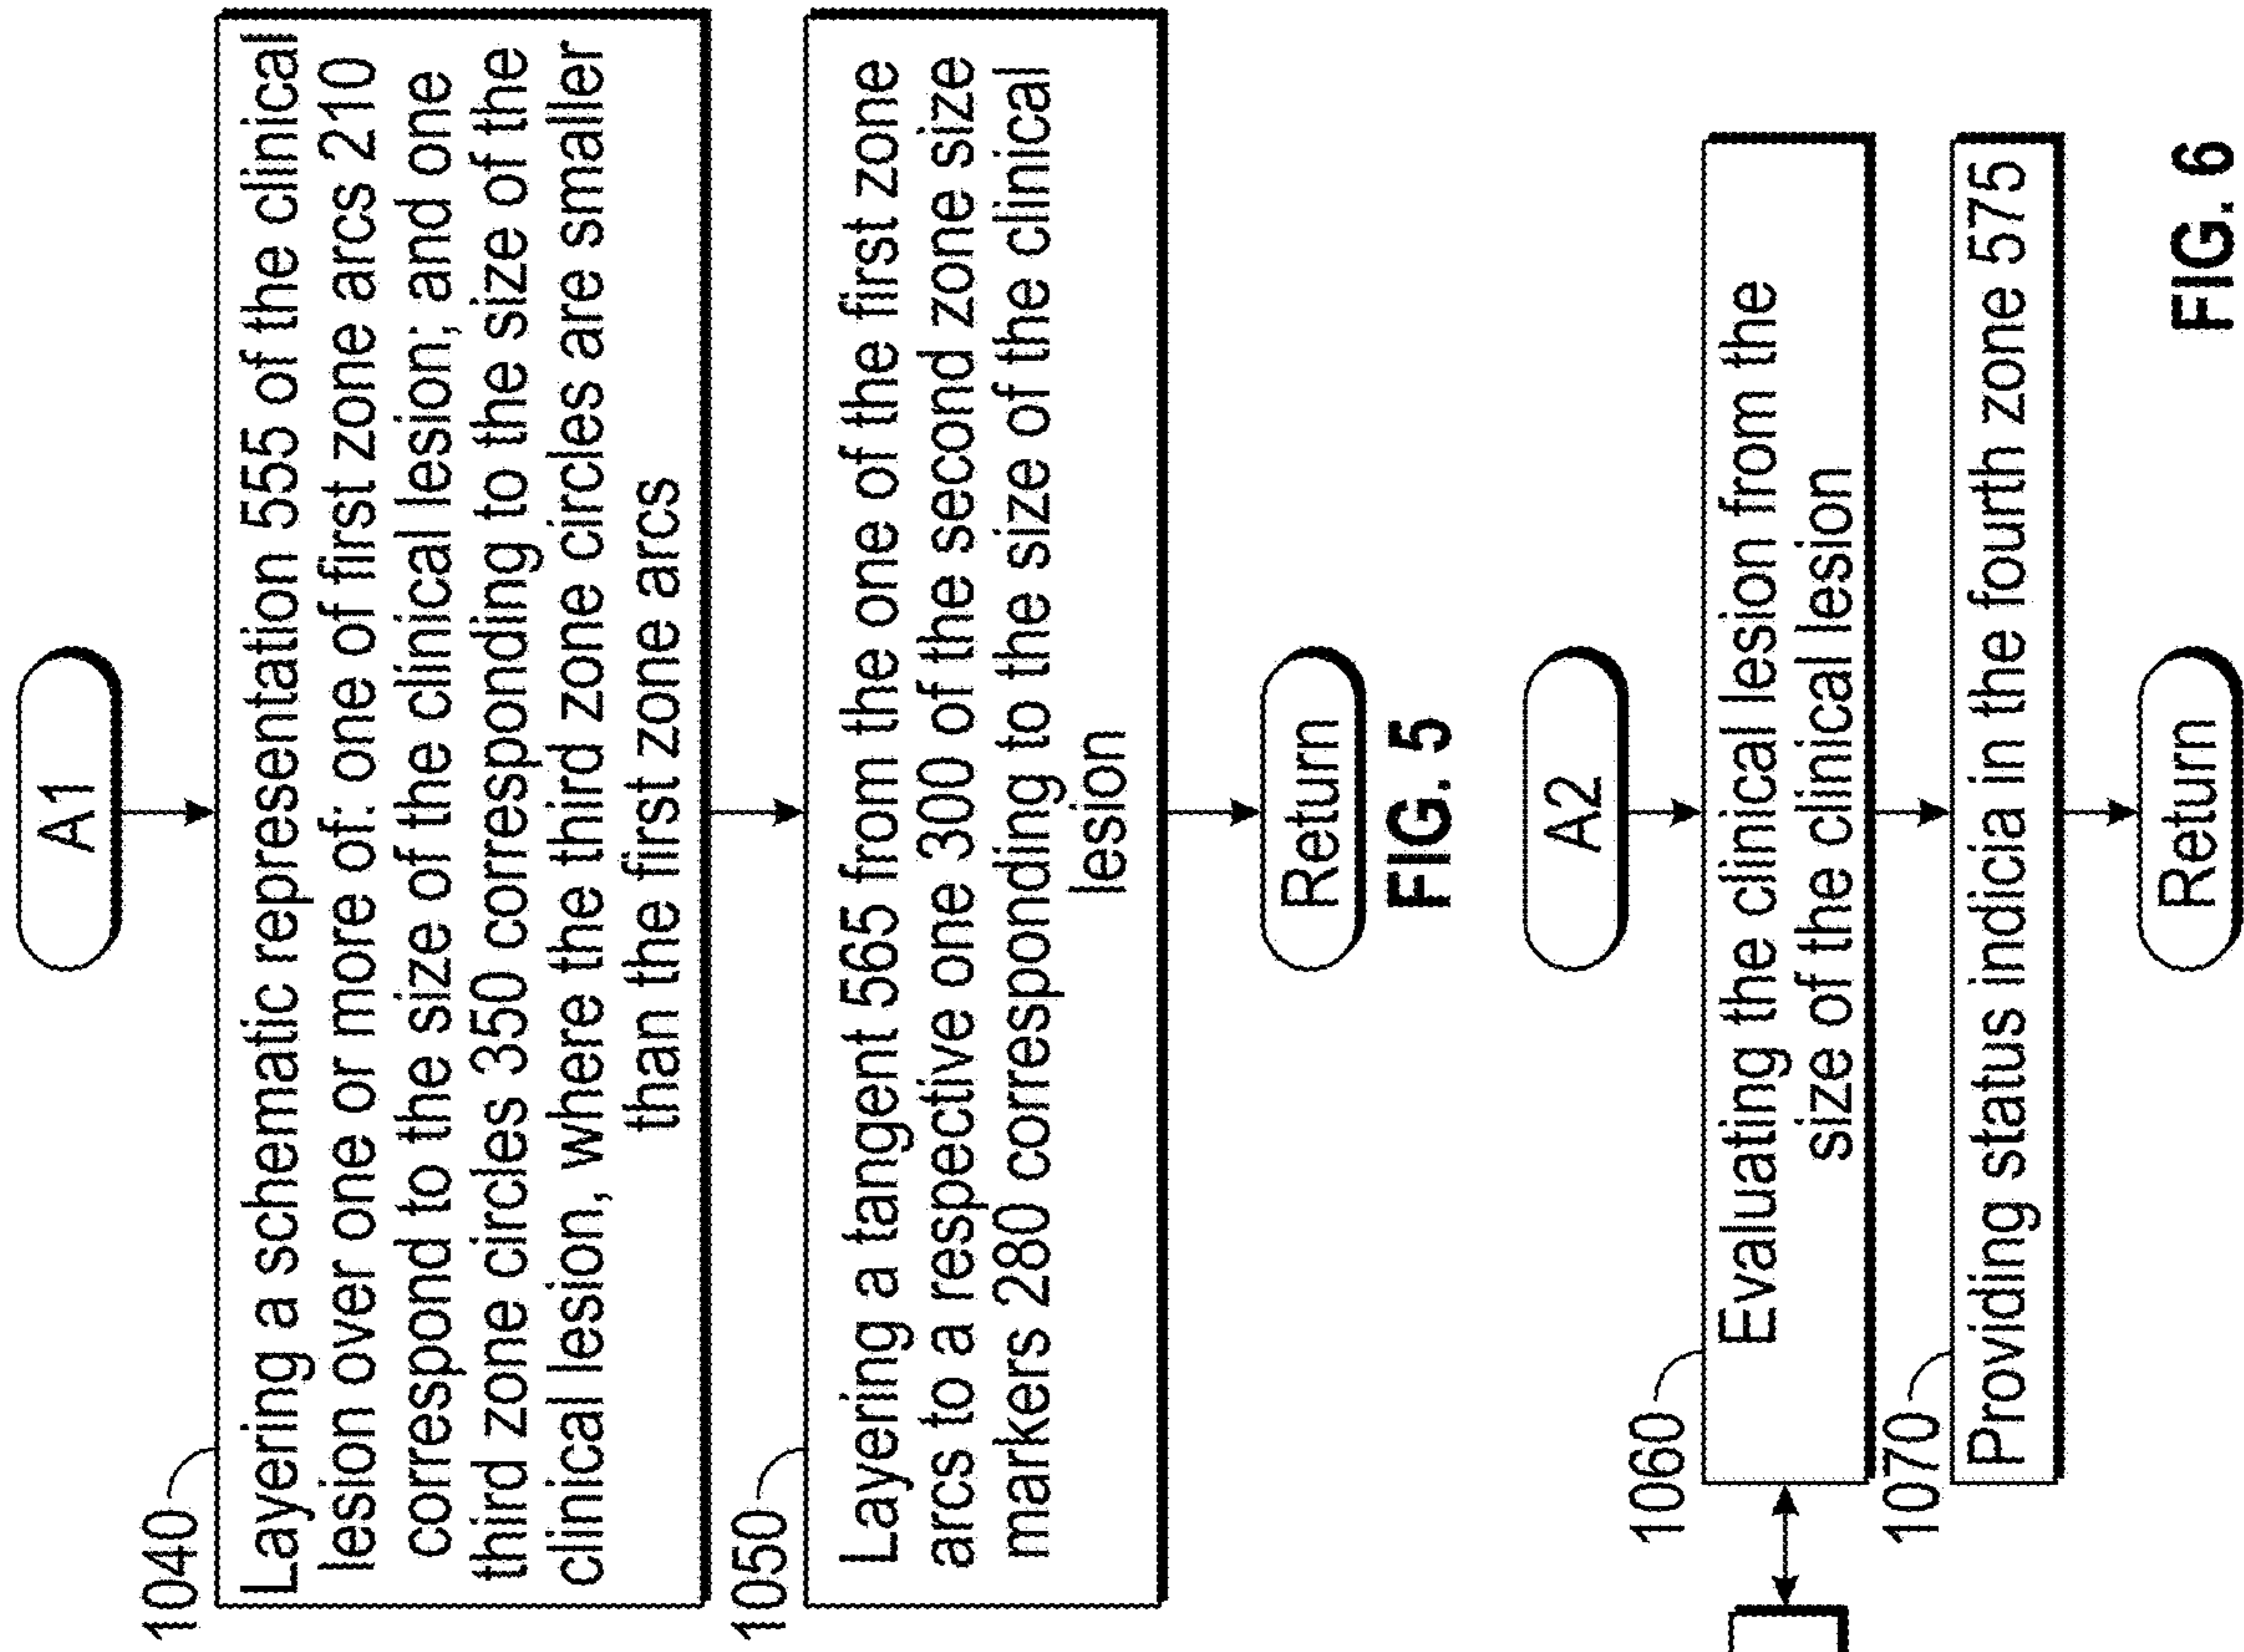 A1
1040
Layering a schematic representation 555 of the clinical
lesion over one or more of: one of first zone arcs 210
correspond to the size of the clinical lesion; and one
third zone circles 350 corresponding to the size of the
clinical lesion, where the third zone circles are smaller
than the first zone arcs
1050
Layering a tangent 565 from the one of the first zone
arcs to a respective one 300 of the second zone size
markers 280 corresponding to the size of the clinical
lesion
Return
FIG. 5
A2
1060
Evaluating the clinical lesion from the
size of the clinical lesion
1070
Providing status indicia in the fourth zone 575
Return
FIG. 6